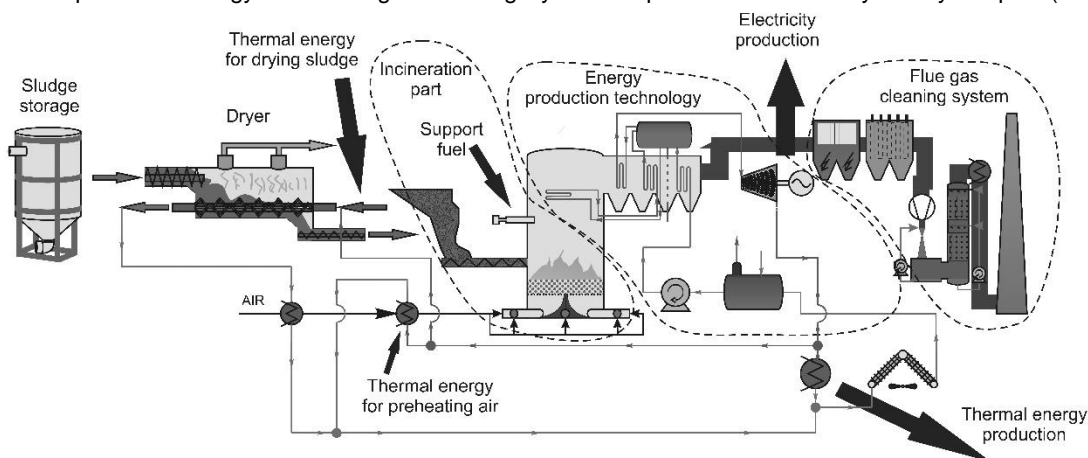 Electricity
production
Thermal energy
for drying sludge
Incineration
part
Energy
production technology
Flue gas
cleaning system
Sludge
storage
Dryer
Support
fuel
AIR
Thermal energy
for preheating air
Thermal energy
production